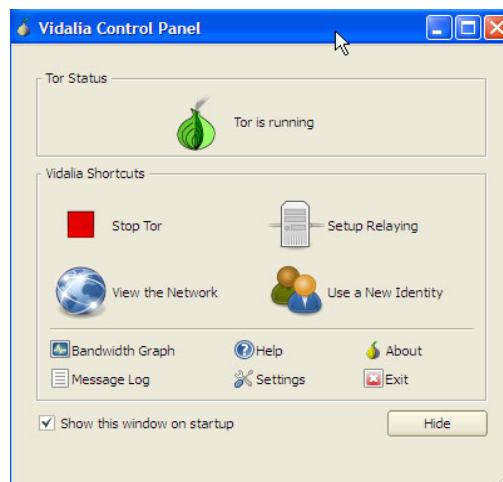 Vidalia Control Panel
Tor Status
Tor is running
Vidalia Shortcuts
Stop Tor
Setup Relaying
View the Network
Use a New Identity
Bandwidth Graph
Help
About
Message Log
Settings
Exit
Show this window on startup
Hide